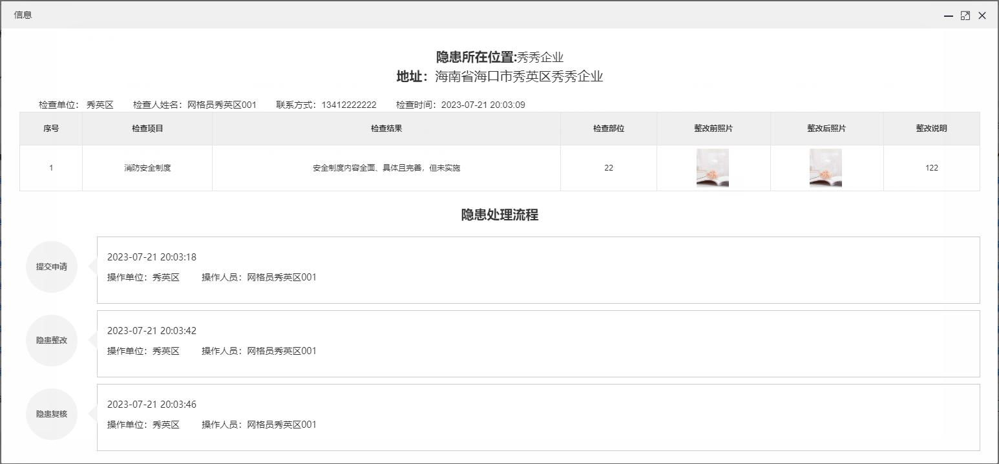 信息
隐患所在位置:秀秀企业
地址：海南省海口市秀英区秀秀企业
检查单位： 秀英区 检查人姓名：网格员秀英区001 联系方式：13412222222 检查时间：2023-07-21 20:03:09
序号 检查项目 检查结果 检查部位 整改前照片 整改后照片 整改说明
1 消防安全制度 安全制度内容全面、具体且完善，但未实施 22 122
隐患处理流程
提交申请
2023-07-21 20:03:18
操作单位：秀英区 操作人员：网格员秀英区001
隐患整改
2023-07-21 20:03:42
操作单位：秀英区 操作人员：网格员秀英区001
隐患复核
2023-07-21 20:03:46
操作单位：秀英区 操作人员：网格员秀英区001